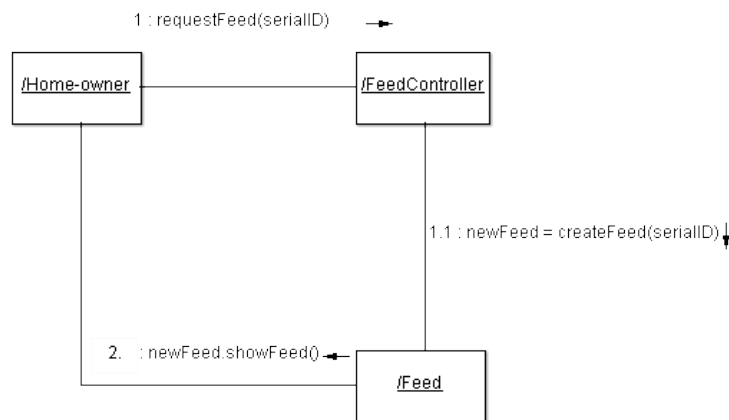 1 : requestFeed(serialID)
/Home-owner
/FeedController
1.1 : newFeed = createFeed(serialID)
2. : newFeed.showFeed()
/Feed